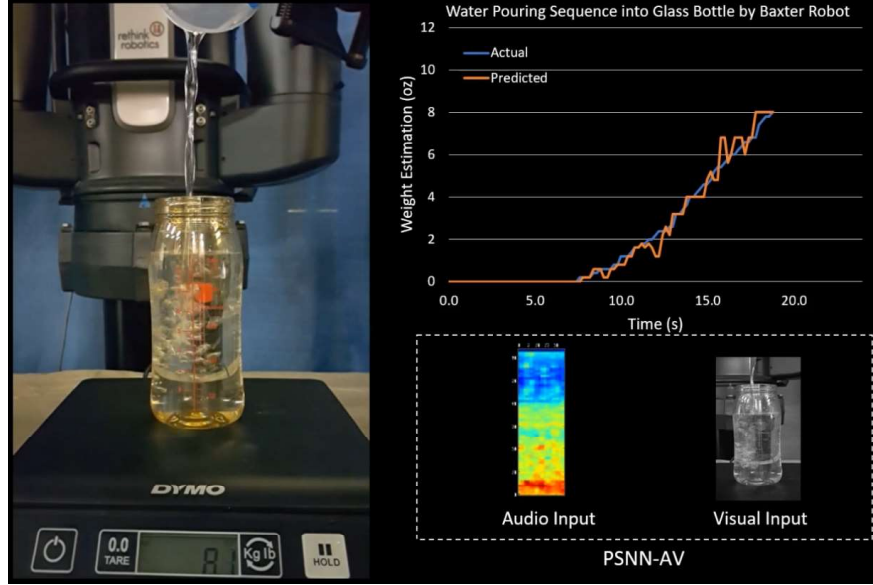 rethink
robotics
DYMO
0.0
TARE
8.1
Kg lb
HOLD
Water Pouring Sequence into Glass Bottle by Baxter Robot
12
10
8
6
4
2
0
Weight Estimation (oz)
Actual
Predicted
0.0 5.0 10.0 15.0 20.0
Time (s)
Audio Input
Visual Input
PSNN-AV